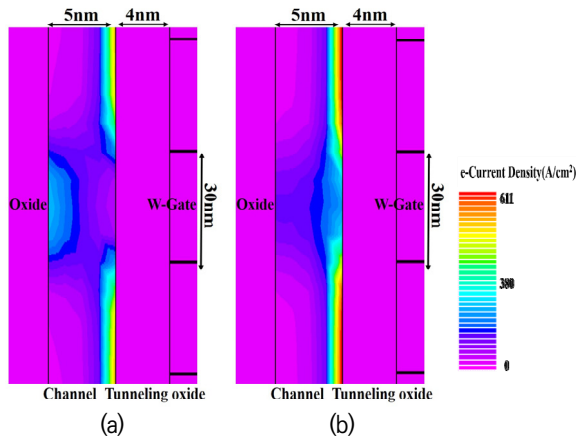 5nm 4nm 5nm 4nm
Oxide W-Gate 30nm Oxide W-Gate 30nm
e-Current Density(A/cm²)
611
380
0
Channel Tunneling oxide Channel Tunneling oxide
(a) (b)